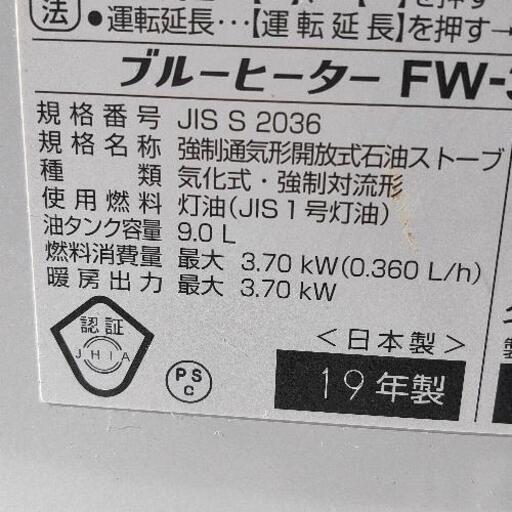 法
●運転延長・・・【運転延長】を押す→
ブルーヒーター FW-3
規格番号 JIS S 2036
規格名称 強制通気形開放式石油ストーブ
種類 気化式・強制対流形
使用燃料 灯油(JIS1号灯油)
油タンク容量 9.0 L
燃料消費量 最大 3.70 kW(0.360 L/h)
暖房出力 最大 3.70 kW
認証
JHIA
PS
C
<日本製>
19年製